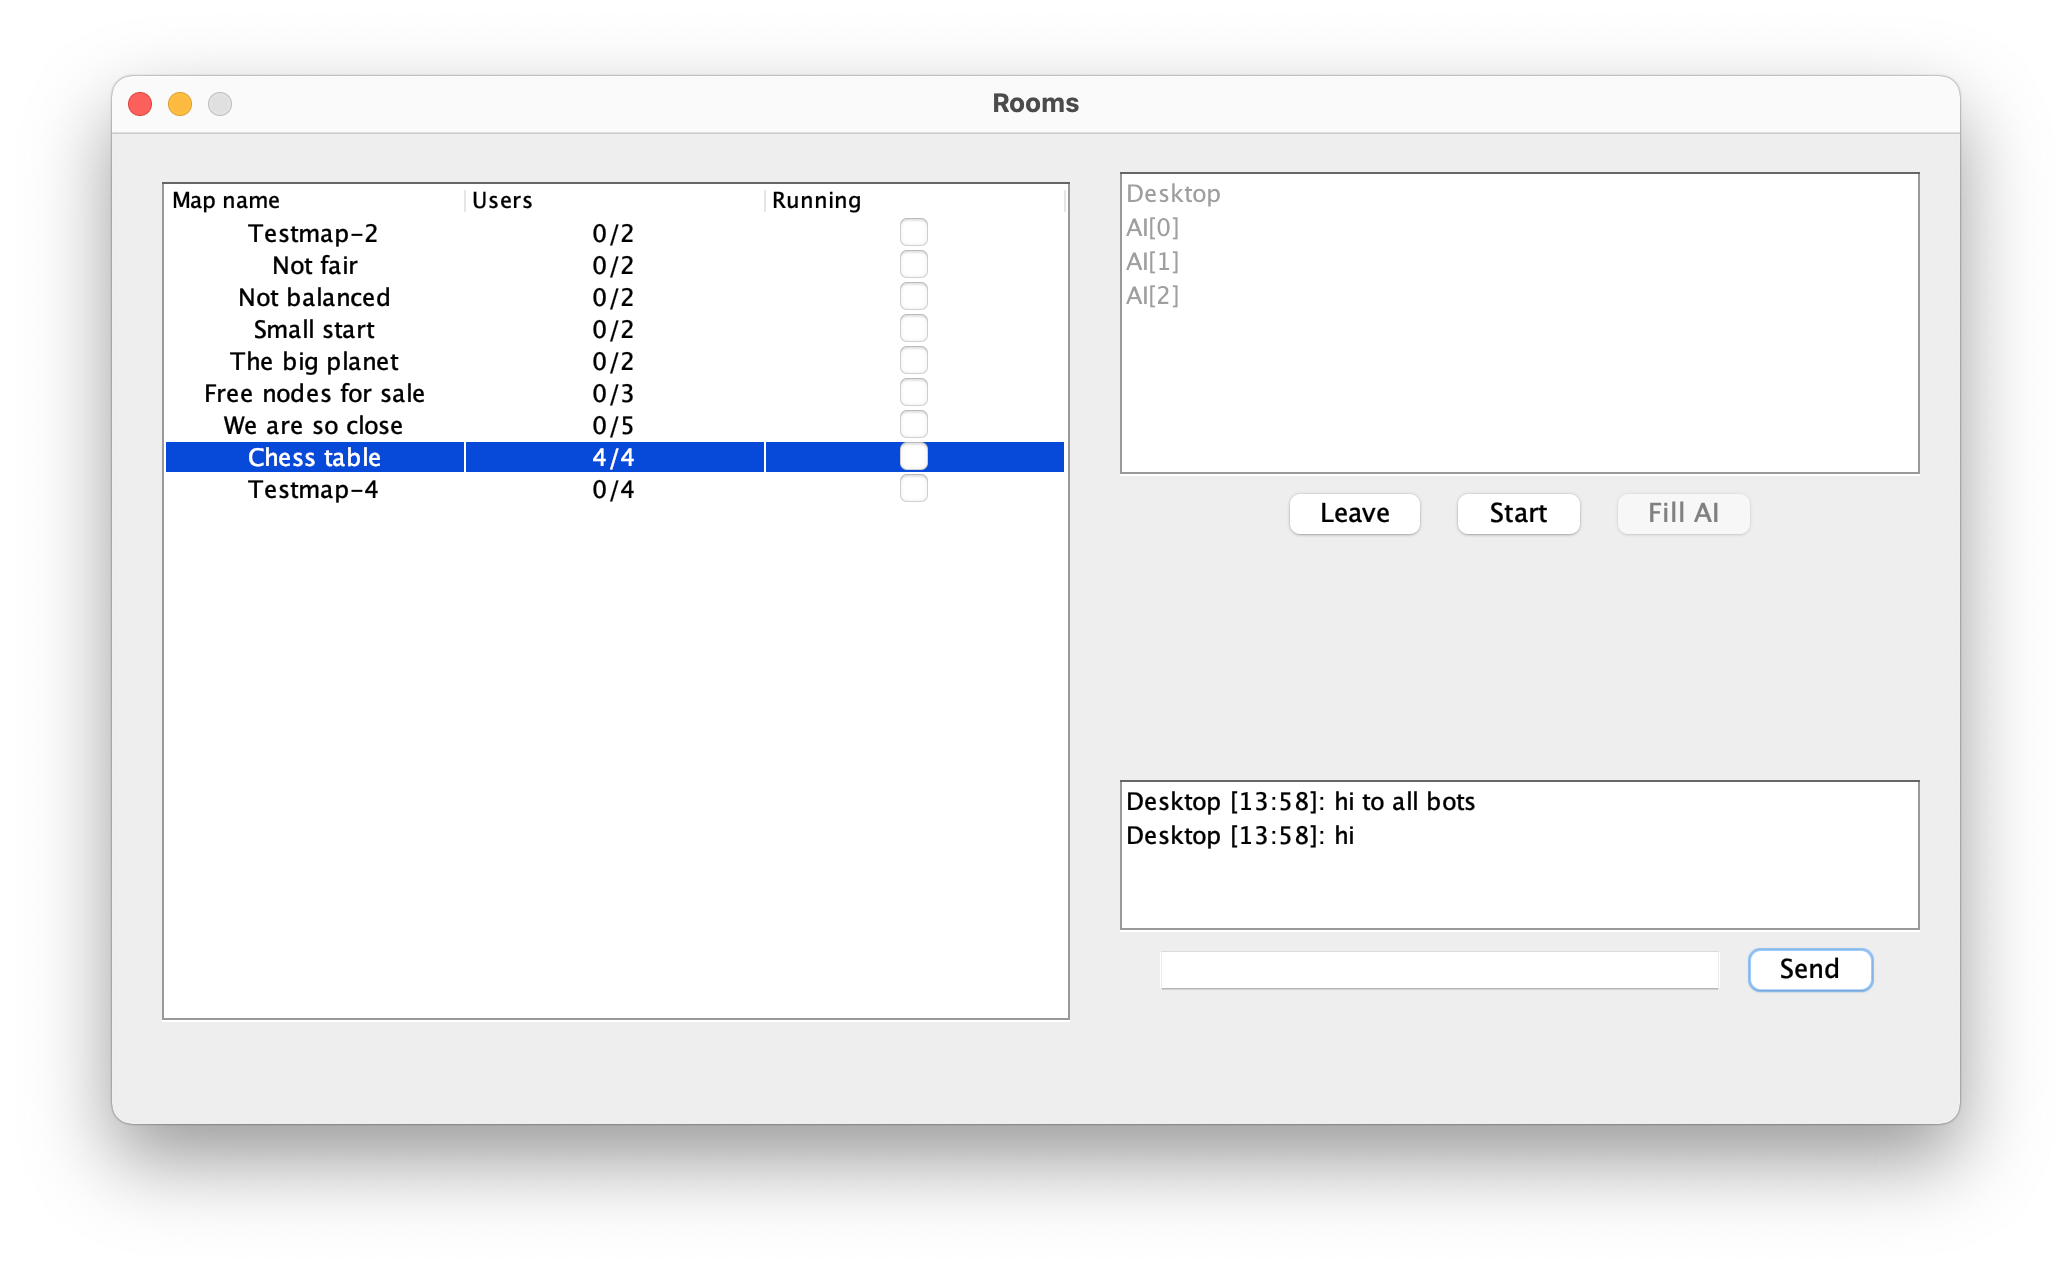 Rooms
Map name Users Running
Testmap-2 0/2
Not fair 0/2
Not balanced 0/2
Small start 0/2
The big planet 0/2
Free nodes for sale 0/3
We are so close 0/5
Chess table 4/4
Testmap-4 0/4
Desktop
AI[0]
AI[1]
AI[2]
Leave Start Fill AI
Desktop [13:58]: hi to all bots
Desktop [13:58]: hi
Send